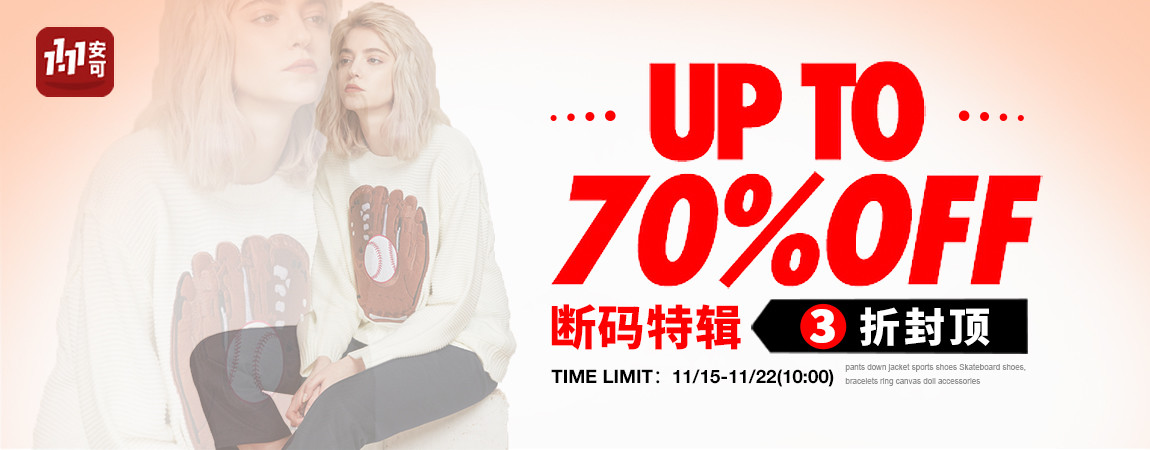 11.11安可
UP TO
70%OFF
断码特辑 3 折封顶
TIME LIMIT：11/15-11/22(10:00)
pants down jacket sports shoes Skateboard shoes,
bracelets ring canvas doll accessories